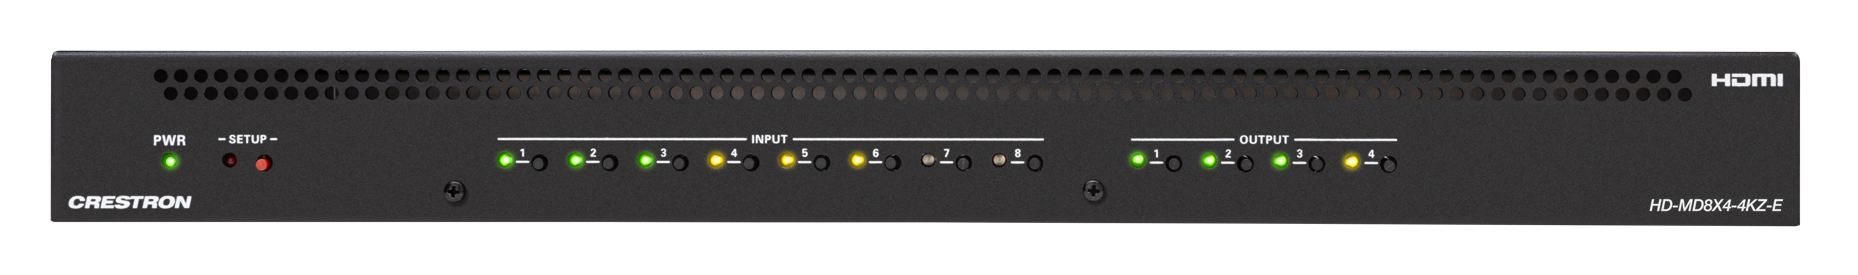 HDMI
PWR
SETUP
INPUT
OUTPUT
1 2 3 4 5 6 7 8
1 2 3 4
CRESTRON
HD-MD8X4-4KZ-E